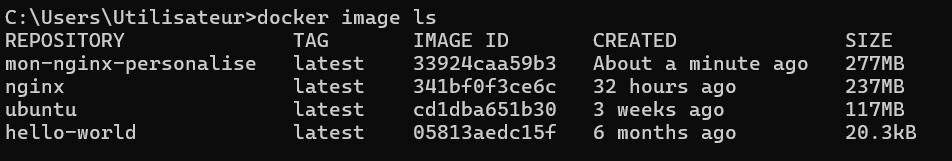 C:\Users\Utilisateur>docker image ls
REPOSITORY TAG IMAGE ID CREATED SIZE
mon-nginx-personalise latest 33924caa59b3 About a minute ago 277MB
nginx latest 341bf0f3ce6c 32 hours ago 237MB
ubuntu latest cd1dba651b30 3 weeks ago 117MB
hello-world latest 05813aedc15f 6 months ago 20.3kB